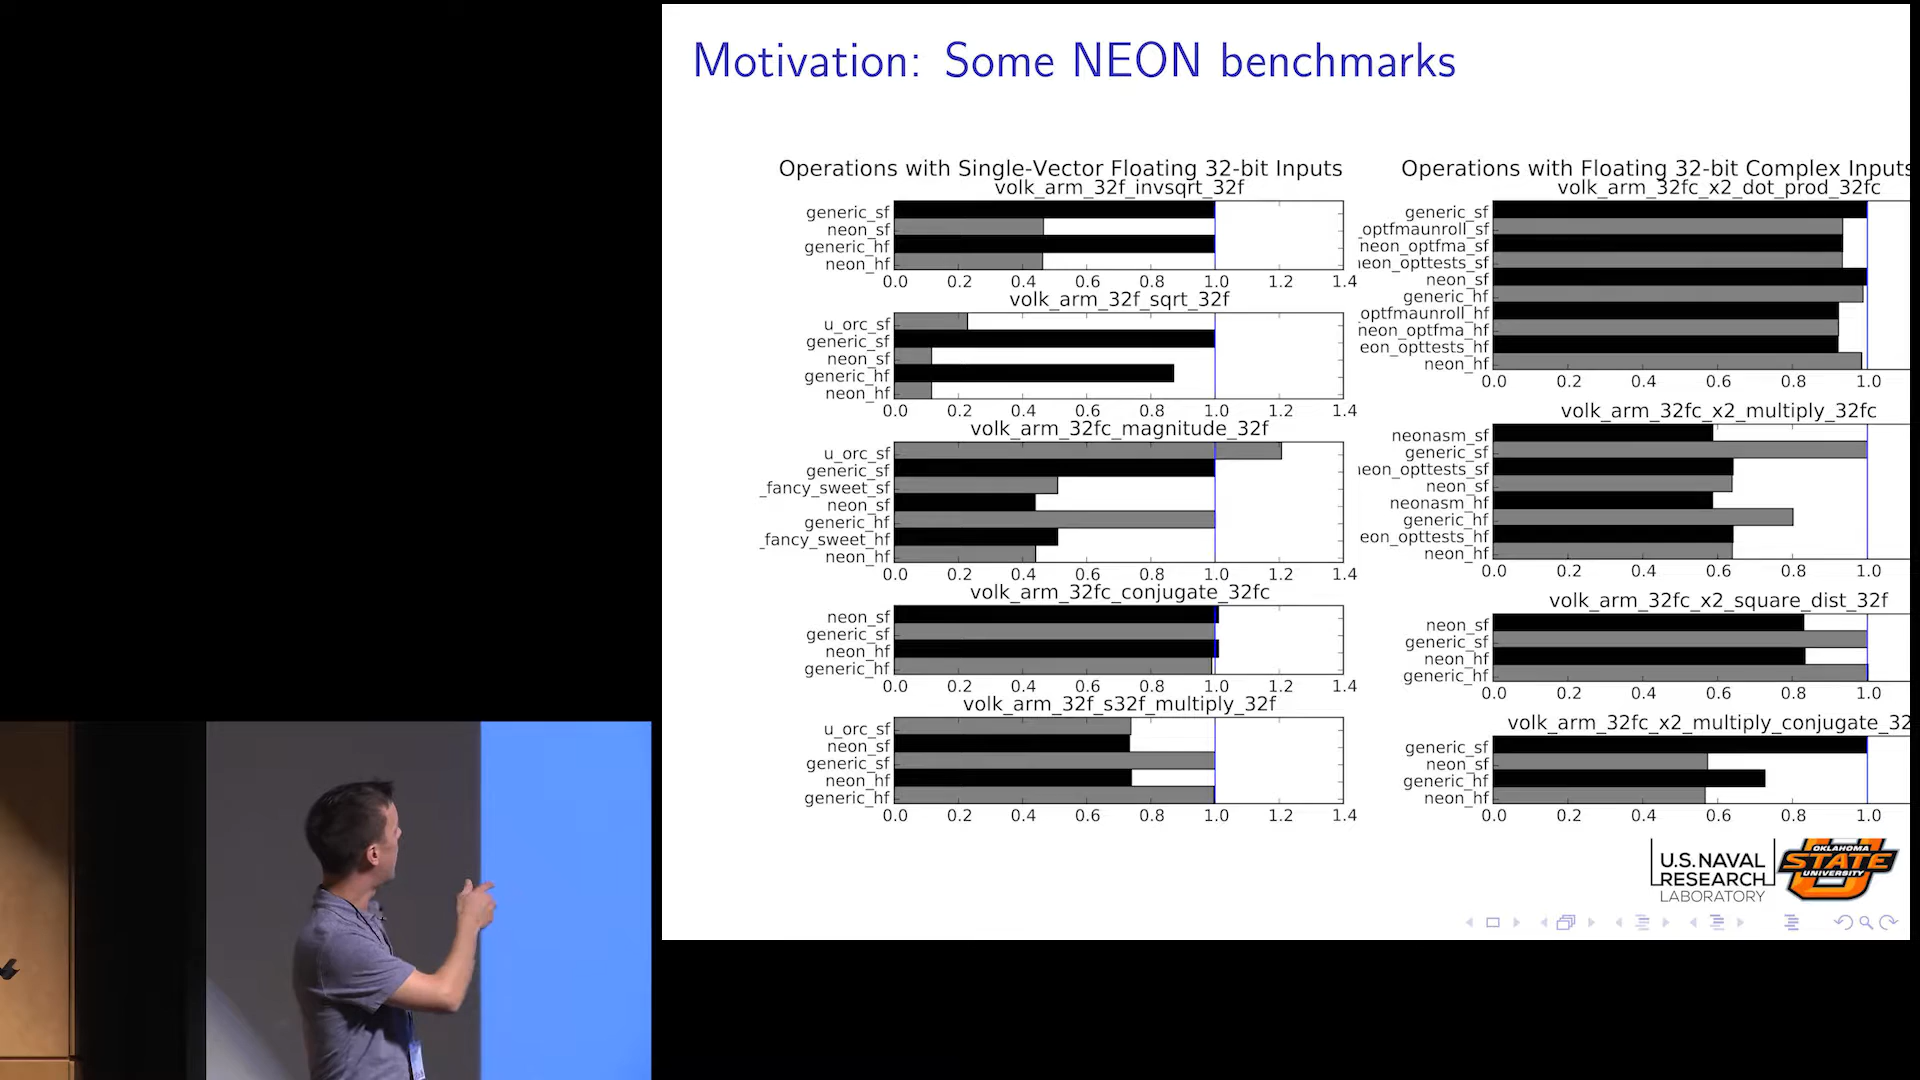 Motivation: Some NEON benchmarks
Operations with Single-Vector Floating 32-bit Inputs
volk_arm_32f_invsqrt_32f
generic_sf
neon_sf
generic_hf
neon_hf
0.0 0.2 0.4 0.6 0.8 1.0 1.2 1.4
volk_arm_32f_sqrt_32f
u_orc_sf
generic_sf
neon_sf
generic_hf
neon_hf
0.0 0.2 0.4 0.6 0.8 1.0 1.2 1.4
volk_arm_32fc_magnitude_32f
u_orc_sf
generic_sf
_fancy_sweet_sf
neon_sf
generic_hf
_fancy_sweet_hf
neon_hf
0.0 0.2 0.4 0.6 0.8 1.0 1.2 1.4
volk_arm_32fc_conjugate_32fc
neon_sf
generic_sf
neon_hf
generic_hf
0.0 0.2 0.4 0.6 0.8 1.0 1.2 1.4
volk_arm_32f_s32f_multiply_32f
u_orc_sf
neon_sf
generic_sf
neon_hf
generic_hf
0.0 0.2 0.4 0.6 0.8 1.0 1.2 1.4
Operations with Floating 32-bit Complex Inputs
volk_arm_32fc_x2_dot_prod_32fc
generic_sf
_optfmaunroll_sf
neon_optfma_sf
eon_opttests_sf
neon_sf
generic_hf
optfmaunroll_hf
neon_optfma_hf
eon_opttests_hf
neon_hf
0.0 0.2 0.4 0.6 0.8 1.0
volk_arm_32fc_x2_multiply_32fc
neonasm_sf
generic_sf
eon_opttests_sf
neon_sf
neonasm_hf
generic_hf
eon_opttests_hf
neon_hf
0.0 0.2 0.4 0.6 0.8 1.0
volk_arm_32fc_x2_square_dist_32f
neon_sf
generic_sf
neon_hf
generic_hf
0.0 0.2 0.4 0.6 0.8 1.0
volk_arm_32fc_x2_multiply_conjugate_32
generic_sf
neon_sf
generic_hf
neon_hf
0.0 0.2 0.4 0.6 0.8 1.0
U.S. NAVAL
RESEARCH
LABORATORY
OKLAHOMA
STATE
UNIVERSITY